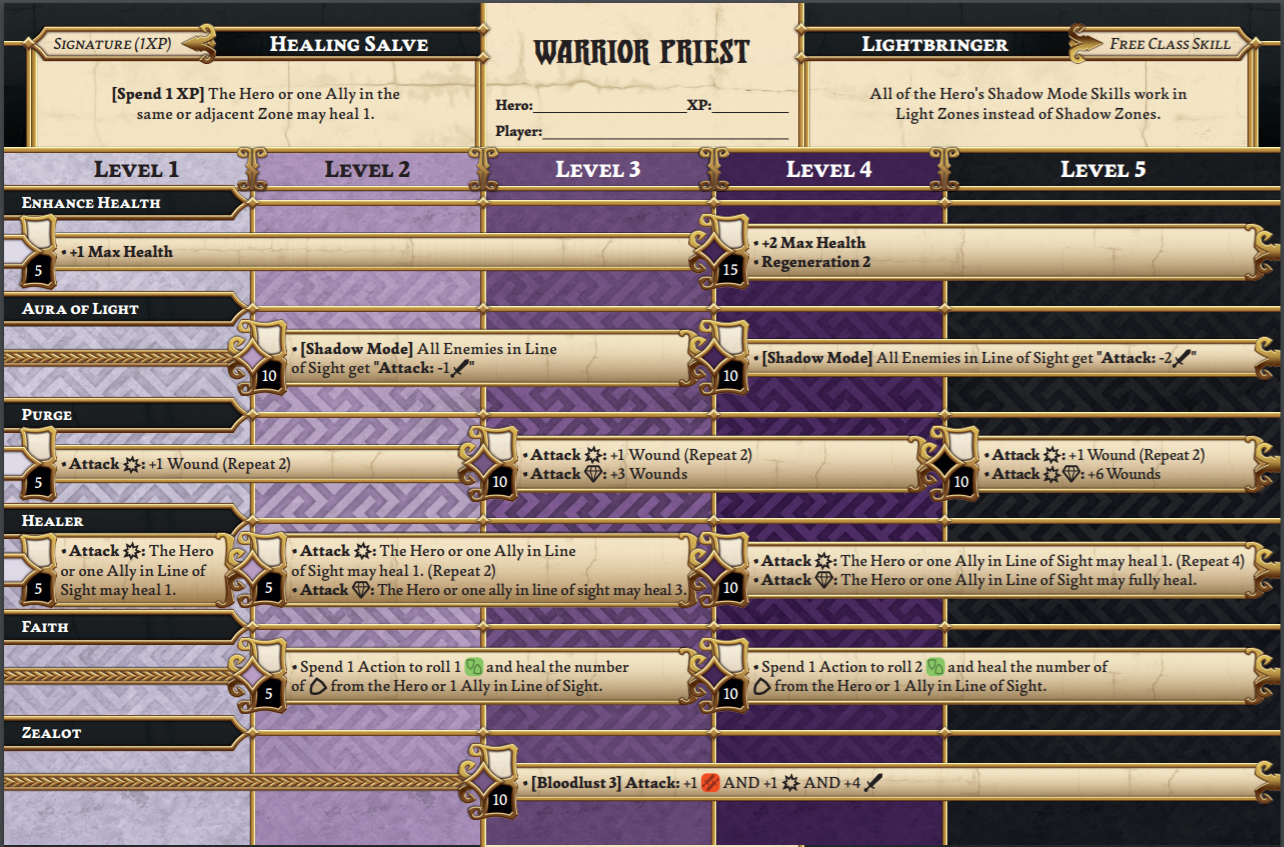 Signature (1XP)
Healing Salve
[Spend 1 XP] The Hero or one Ally in the
same or adjacent Zone may heal 1.
WARRIOR PRIEST
Hero: XP:
Player:
Lightbringer
Free Class Skill
All of the Hero's Shadow Mode Skills work in
Light Zones instead of Shadow Zones.
Level 1 Level 2 Level 3 Level 4 Level 5
Enhance Health
5
• +1 Max Health
15
• +2 Max Health
• Regeneration 2
Aura of Light
10
• [Shadow Mode] All Enemies in Line
of Sight get "Attack: -1 "
10
• [Shadow Mode] All Enemies in Line of Sight get "Attack: -2 "
Purge
5
• Attack : +1 Wound (Repeat 2)
10
• Attack : +1 Wound (Repeat 2)
• Attack : +3 Wounds
10
• Attack : +1 Wound (Repeat 2)
• Attack : +6 Wounds
Healer
5
• Attack : The Hero
or one Ally in Line of
Sight may heal 1.
5
• Attack : The Hero or one Ally in Line
of Sight may heal 1. (Repeat 2)
• Attack : The Hero or one ally in line of sight may heal 3.
10
• Attack : The Hero or one Ally in Line of Sight may heal 1. (Repeat 4)
• Attack : The Hero or one Ally in Line of Sight may fully heal.
Faith
5
• Spend 1 Action to roll 1 and heal the number
of from the Hero or 1 Ally in Line of Sight.
10
• Spend 1 Action to roll 2 and heal the number of
from the Hero or 1 Ally in Line of Sight.
Zealot
10
• [Bloodlust 3] Attack: +1 AND +1 AND +4